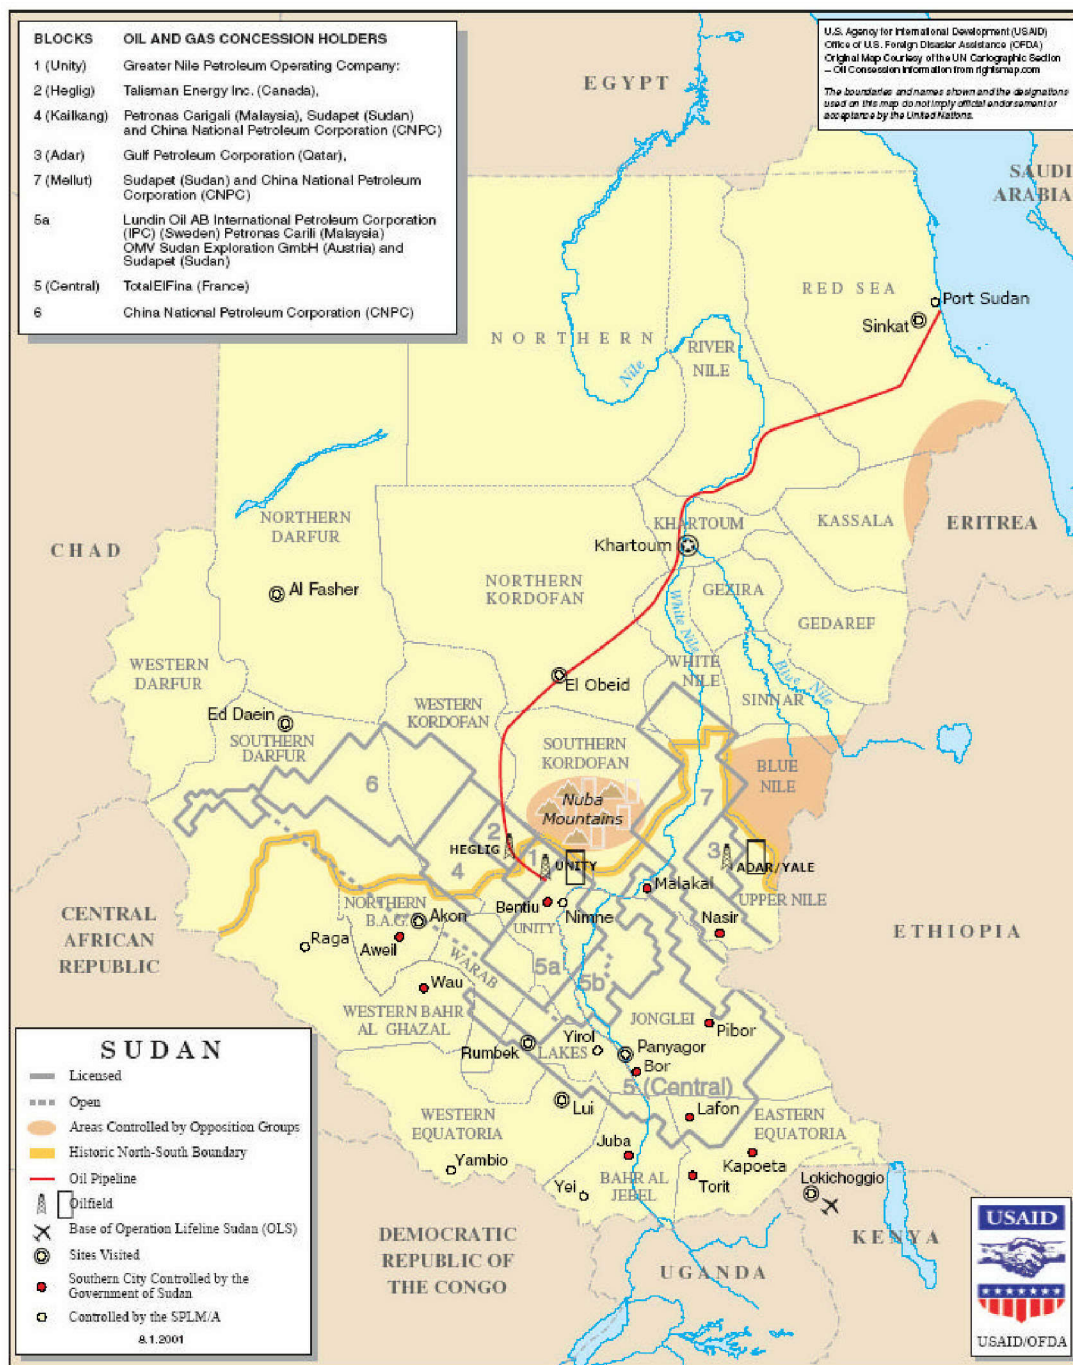 BLOCKS OIL AND GAS CONCESSION HOLDERS
1 (Unity) Greater Nile Petroleum Operating Company:
2 (Heglig) Talisman Energy Inc. (Canada),
4 (Kailkang) Petronas Carigali (Malaysia), Sudapet (Sudan)
and China National Petroleum Corporation (CNPC)
3 (Adar) Gulf Petroleum Corporation (Qatar),
7 (Mellut) Sudapet (Sudan) and China National Petroleum
Corporation (CNPC)
5a Lundin Oil AB International Petroleum Corporation
(IPC) (Sweden) Petronas Carili (Malaysia)
OMV Sudan Exploration GmbH (Austria) and
Sudapet (Sudan)
5 (Central) TotalElFina (France)
6 China National Petroleum Corporation (CNPC)
U.S. Agency for International Development (USAID)
Office of U.S. Foreign Disaster Assistance (OFDA)
Original Map Courtesy of the UN Cartographic Section
– Oil Consession Information from rightsmap.com
The boundaries and names shown and the designations
used on this map do not imply official endorsement or
acceptance by the United Nations.
EGYPT
SAUDI
ARABIA
RED SEA
Port Sudan
Sinkat
NORTHERN
Nile
RIVER
NILE
NORTHERN
DARFUR
CHAD
KHARTOUM
Khartoum
KASSALA
ERITREA
Al Fasher
NORTHERN
KORDOFAN
GEZIRA
White Nile
GEDAREF
WESTERN
DARFUR
El Obeid
WHITE
NILE
Blue Nile
SINNAR
Ed Daein
SOUTHERN
DARFUR
WESTERN
KORDOFAN
SOUTHERN
KORDOFAN
BLUE
NILE
6
7
Nuba
Mountains
2
HEGLIG
1
UNITY
3
ADAR/YALE
4
Malakal
UPPER NILE
CENTRAL
AFRICAN
REPUBLIC
NORTHERN
B.A.G.
Akon
Bentiu
Nimne
Nasir
ETHIOPIA
Raga
Aweil
UNITY
WARAB
5a
5b
Wau
WESTERN BAHR
AL GHAZAL
JONGLEI
Pibor
Rumbek
LAKES
Yirol
Panyagor
Bor
5 (Central)
Lui
Lafon
WESTERN
EQUATORIA
EASTERN
EQUATORIA
Juba
Kapoeta
Yambio
Yei
BAHR AL
JEBEL
Torit
Lokichoggio
DEMOCRATIC
REPUBLIC OF
THE CONGO
UGANDA
KENYA
SUDAN
Licensed
Open
Areas Controlled by Opposition Groups
Historic North-South Boundary
Oil Pipeline
Oilfield
Base of Operation Lifeline Sudan (OLS)
Sites Visited
Southern City Controlled by the
Government of Sudan
Controlled by the SPLM/A
8.1.2001
USAID
USAID/OFDA